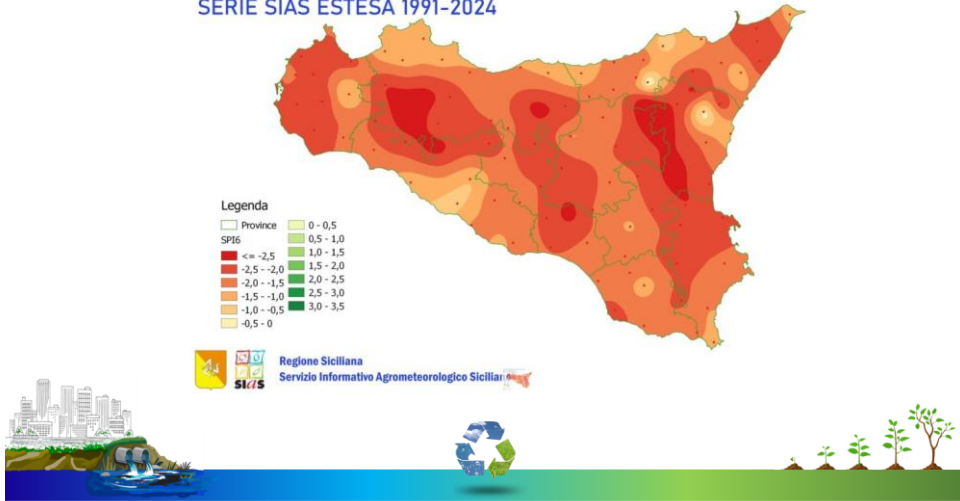 SERIE SIAS ESTESA 1991-2024
Legenda
Province
SPI6
<= -2,5
-2,5 - -2,0
-2,0 - -1,5
-1,5 - -1,0
-1,0 - -0,5
-0,5 - 0
0 - 0,5
0,5 - 1,0
1,0 - 1,5
1,5 - 2,0
2,0 - 2,5
2,5 - 3,0
3,0 - 3,5
SIAS
Regione Siciliana
Servizio Informativo Agrometeorologico